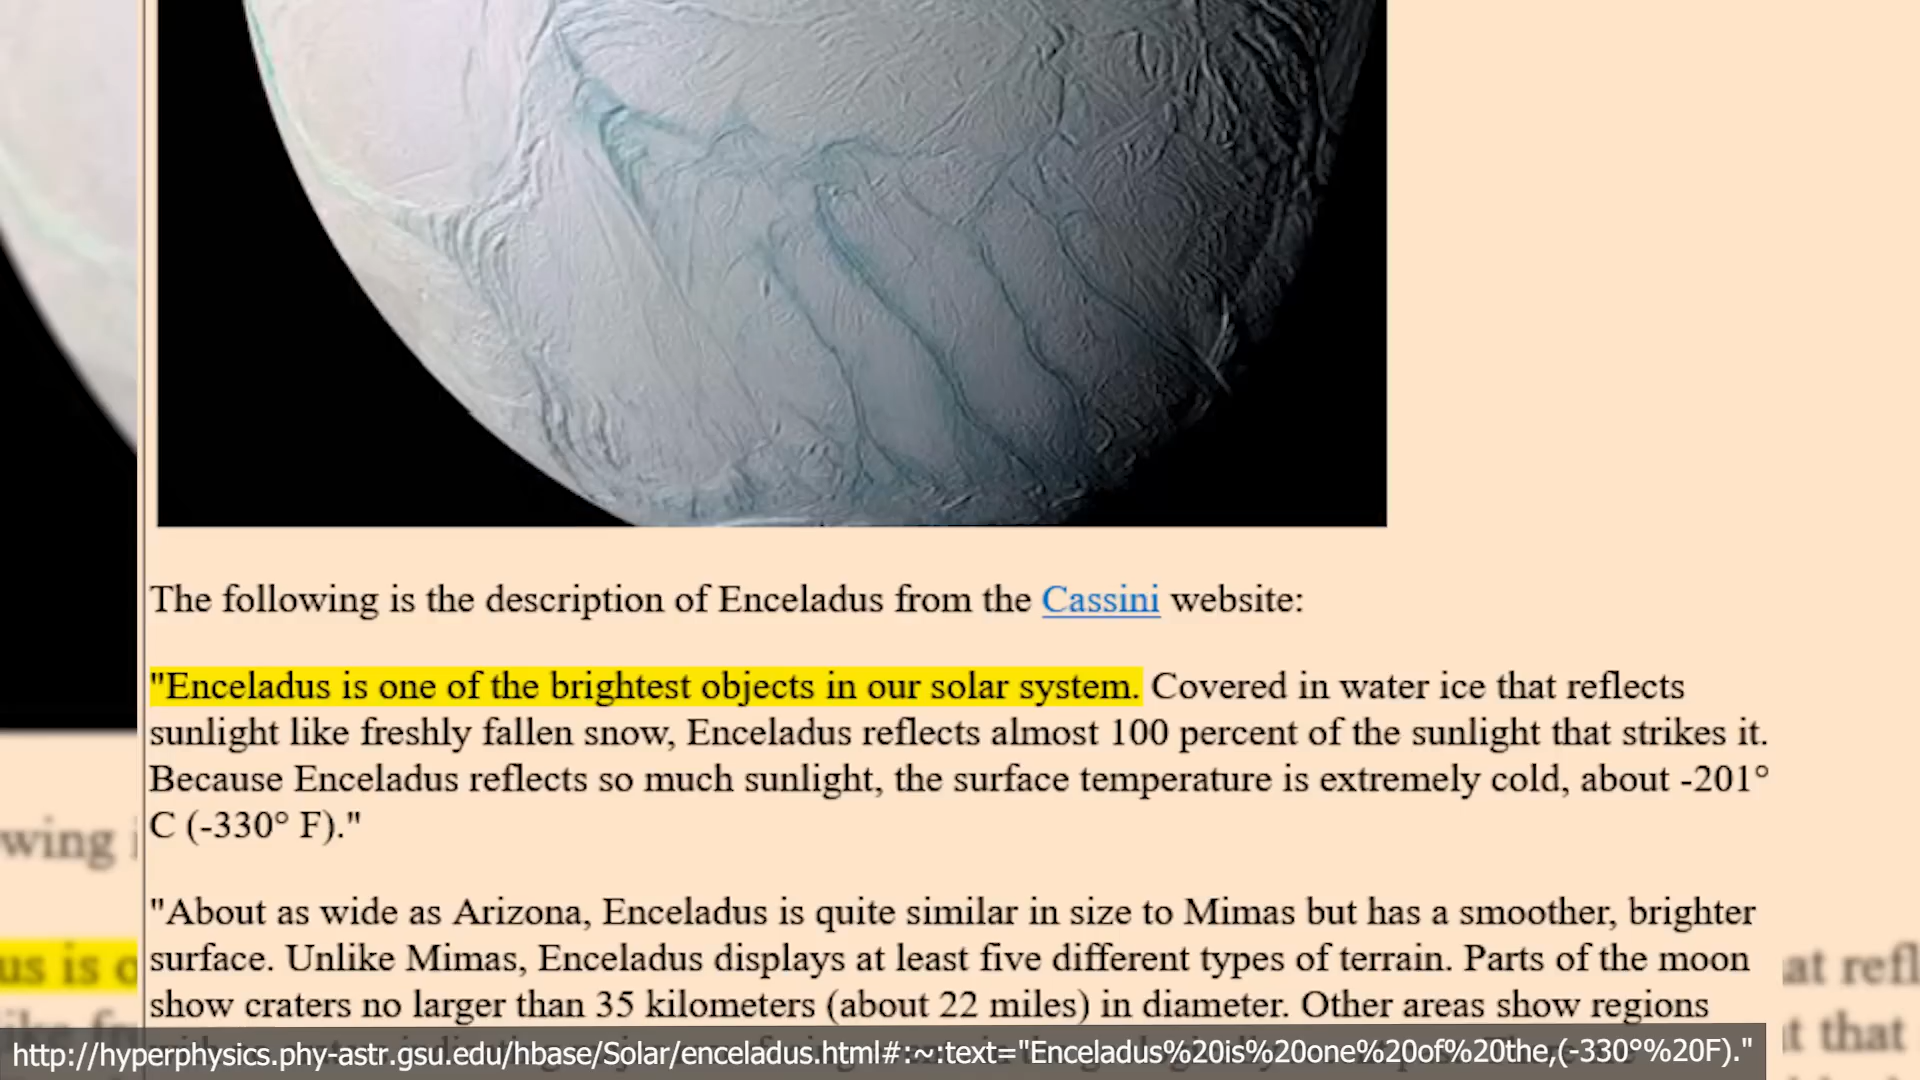 The following is the description of Enceladus from the Cassini website:
"Enceladus is one of the brightest objects in our solar system. Covered in water ice that reflects
sunlight like freshly fallen snow, Enceladus reflects almost 100 percent of the sunlight that strikes it.
Because Enceladus reflects so much sunlight, the surface temperature is extremely cold, about -201°
C (-330° F)."
"About as wide as Arizona, Enceladus is quite similar in size to Mimas but has a smoother, brighter
surface. Unlike Mimas, Enceladus displays at least five different types of terrain. Parts of the moon
show craters no larger than 35 kilometers (about 22 miles) in diameter. Other areas show regions
http://hyperphysics.phy-astr.gsu.edu/hbase/Solar/enceladus.html#:~:text="Enceladus%20is%20one%20of%20the,(-330°%20F)."